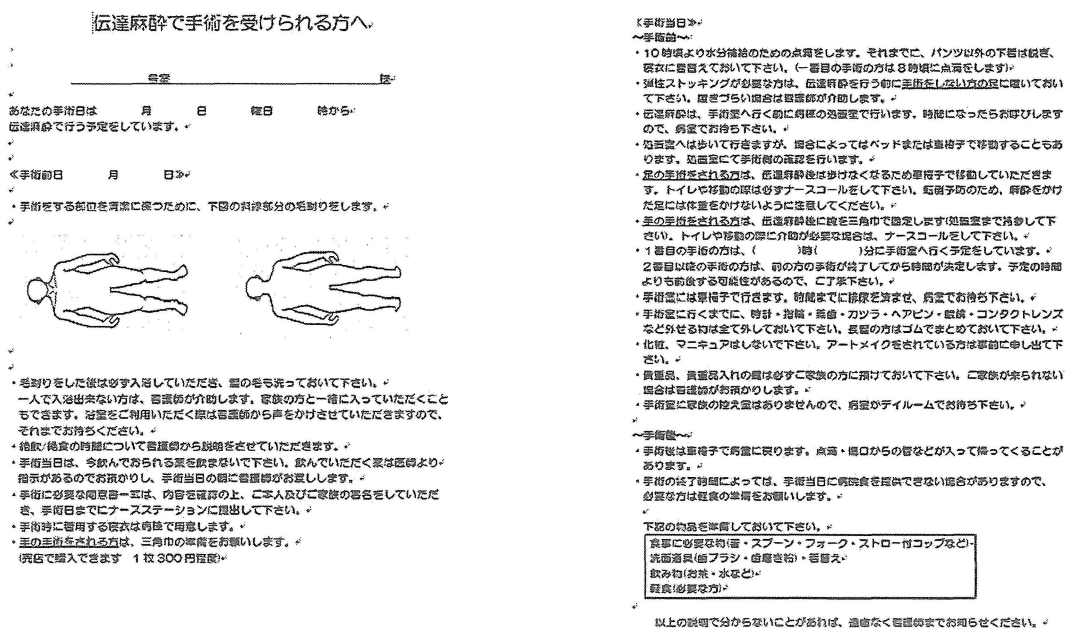 伝達麻酔で手術を受けられる方へ
号室 様
あなたの手術日は 月 日 曜日 時から
伝達麻酔で行う予定をしています。
≪手術前日 月 日≫
・手術をする部位を清潔に保つために、下図の斜線部分の毛剃りをします。
・毛剃りをした後は必ず入浴していただき、髪の毛も洗っておいて下さい。
一人で入浴出来ない方は、看護師が介助します。家族の方と一緒に入っていただくこと
もできます。浴室をご利用いただく際は看護師から声をかけさせていただきますので、
それまでお待ちください。
・絶飲/絶食の時間について看護師から説明をさせていただきます。
・手術当日は、今飲んでおられる薬を飲まないで下さい。飲んでいただく薬は医師より
指示があるのでお預かりし、手術当日の朝に看護師がお渡しします。
・手術に必要な同意書一式は、内容を確認の上、ご本人及びご家族の署名をしていただ
き、手術日までにナースステーションに提出して下さい。
・手術時に着用する寝衣は病棟で用意します。
・手の手術をされる方は、三角巾の準備をお願いします。
(売店で購入できます 1枚300円程度)
≪手術当日≫
～手術前～
・10時頃より水分補給のための点滴をします。それまでに、パンツ以外の下着は脱ぎ、
寝衣に着替えておいて下さい。(一番目の手術の方は8時頃に点滴をします)
・弾性ストッキングが必要な方は、伝達麻酔を行う前に手術をしない方の足に履いておい
て下さい。履きづらい場合は看護師が介助します。
・伝達麻酔は、手術室へ行く前に病棟の処置室で行います。時間になったらお呼びします
ので、病室でお待ち下さい。
・処置室へは歩いて行きますが、場合によってはベッドまたは車椅子で移動することもあ
ります。処置室にて手術側の確認を行います。
・足の手術をされる方は、伝達麻酔後は歩けなくなるため車椅子で移動していただきま
す。トイレや移動の際は必ずナースコールをして下さい。転倒予防のため、麻酔をかけ
た足には体重をかけないように注意してください。
・手の手術をされる方は、伝達麻酔後に腕を三角巾で固定します(処置室まで持参して下
さい)。トイレや移動の際に介助が必要な場合は、ナースコールをして下さい。
・1番目の手術の方は、( )時( )分に手術室へ行く予定をしています。
2番目以降の手術の方は、前の方の手術が終了してから時間が決定します。予定の時間
よりも前後する可能性があるので、ご了承下さい。
・手術室には車椅子で行きます。時間までに排尿を済ませ、病室でお待ち下さい。
・手術室に行くまでに、時計・指輪・義歯・カツラ・ヘアピン・眼鏡・コンタクトレンズ
など外せる物は全て外しておいて下さい。長髪の方はゴムでまとめておいて下さい。
・化粧、マニキュアはしないで下さい。アートメイクをされている方は事前に申し出て下
さい。
・貴重品、貴重品入れの鍵は必ずご家族の方に預けておいて下さい。ご家族が来られない
場合は看護師がお預かりします。
・手術室に家族の控え室はありませんので、病室かデイルームでお待ち下さい。
～手術後～
・手術後は車椅子で病室に戻ります。点滴・傷口からの管などが入って帰ってくることが
あります。
・手術の終了時間によっては、手術当日に病院食を提供できない場合がありますので、
必要な方は軽食の準備をお願いします。
下記の物品を準備しておいて下さい。
食事に必要な物(箸・スプーン・フォーク・ストロー付コップなど)
洗面道具(歯ブラシ・歯磨き粉)・着替え
飲み物(お茶・水など)
軽食(必要な方)
以上の説明で分からないことがあれば、遠慮なく看護師までお知らせください。